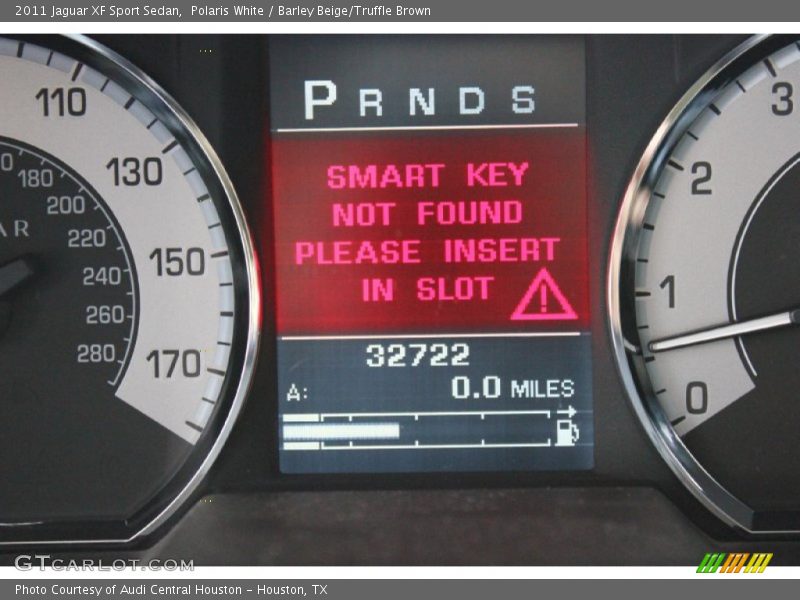 2011 Jaguar XF Sport Sedan, Polaris White / Barley Beige/Truffle Brown
P R N D S
SMART KEY
NOT FOUND
PLEASE INSERT
IN SLOT
32722
A: 0.0 MILES
110
130
150
170
180
200
220
240
260
280
AR
3
2
1
0
GTCARLOT.COM
Photo Courtesy of Audi Central Houston - Houston, TX